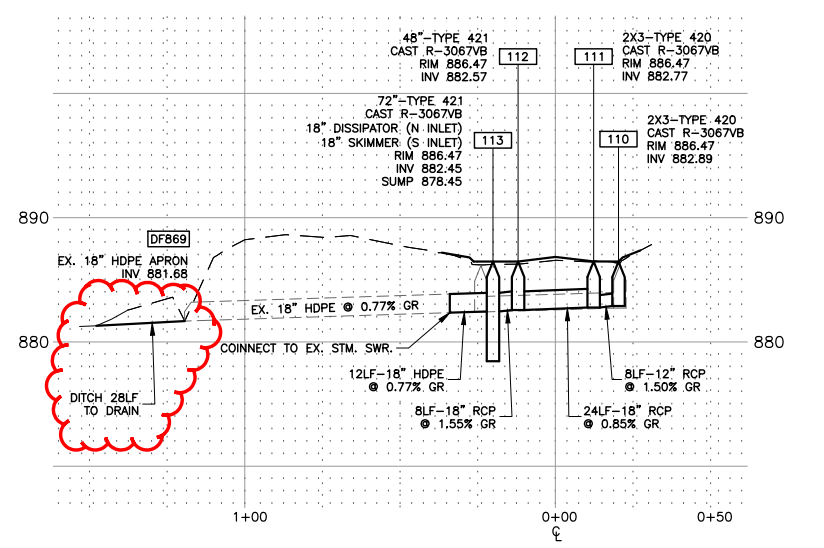 48"-TYPE 421
CAST R-3067VB
RIM 886.47
INV 882.57
112
111
2X3-TYPE 420
CAST R-3067VB
RIM 886.47
INV 882.77
72"-TYPE 421
CAST R-3067VB
18" DISSIPATOR (N INLET)
18" SKIMMER (S INLET)
RIM 886.47
INV 882.45
SUMP 878.45
113
110
2X3-TYPE 420
CAST R-3067VB
RIM 886.47
INV 882.89
890
890
DF869
EX. 18" HDPE APRON
INV 881.68
EX. 18" HDPE @ 0.77% GR
880
COINNECT TO EX. STM. SWR.
880
DITCH 28LF
TO DRAIN
12LF-18" HDPE
@ 0.77% GR
8LF-12" RCP
@ 1.50% GR
8LF-18" RCP
@ 1.55% GR
24LF-18" RCP
@ 0.85% GR
1+00
0+00
0+50
℄